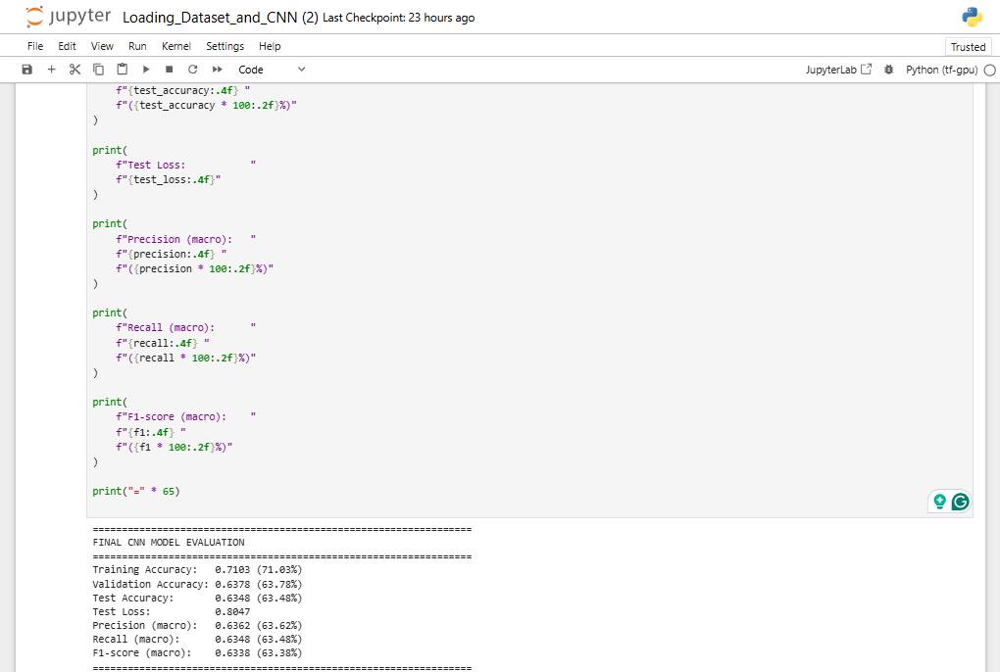 jupyter Loading_Dataset_and_CNN (2) Last Checkpoint: 23 hours ago
File Edit View Run Kernel Settings Help
Trusted
Code
JupyterLab Python (tf-gpu)
f"{test_accuracy:.4f} "
f"({test_accuracy * 100:.2f}%)"
)
print(
f"Test Loss:           "
f"{test_loss:.4f}"
)
print(
f"Precision (macro):   "
f"{precision:.4f} "
f"({precision * 100:.2f}%)"
)
print(
f"Recall (macro):      "
f"{recall:.4f} "
f"({recall * 100:.2f}%)"
)
print(
f"F1-score (macro):    "
f"{f1:.4f} "
f"({f1 * 100:.2f}%)"
)
print("=" * 65)
=================================================================
FINAL CNN MODEL EVALUATION
=================================================================
Training Accuracy:   0.7103 (71.03%)
Validation Accuracy: 0.6378 (63.78%)
Test Accuracy:       0.6348 (63.48%)
Test Loss:           0.8047
Precision (macro):   0.6362 (63.62%)
Recall (macro):      0.6348 (63.48%)
F1-score (macro):    0.6338 (63.38%)
=================================================================